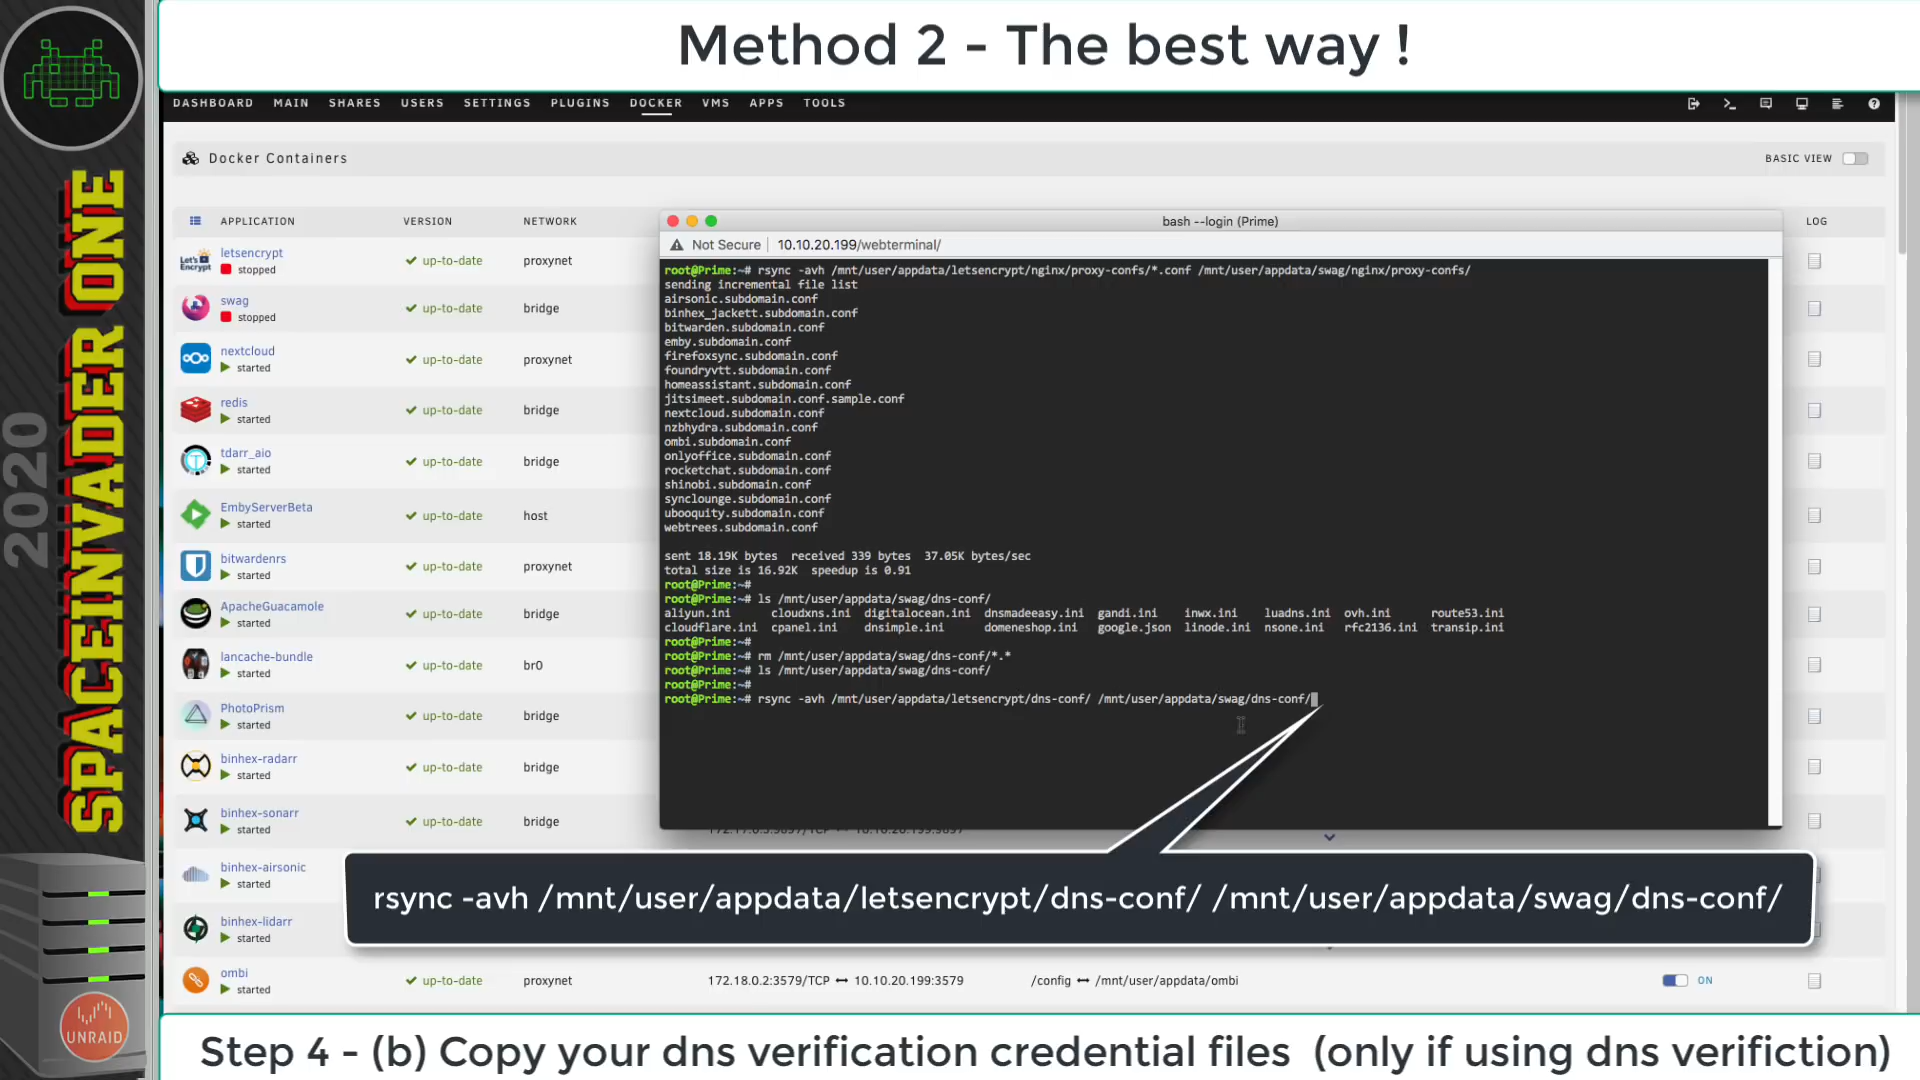 Method 2 - The best way !
DASHBOARD MAIN SHARES USERS SETTINGS PLUGINS DOCKER VMS APPS TOOLS
Docker Containers
BASIC VIEW
APPLICATION VERSION NETWORK LOG
letsencrypt
stopped
up-to-date proxynet
swag
stopped
up-to-date bridge
nextcloud
started
up-to-date proxynet
redis
started
up-to-date bridge
tdarr_aio
started
up-to-date bridge
EmbyServerBeta
started
up-to-date host
bitwardenrs
started
up-to-date proxynet
ApacheGuacamole
started
up-to-date bridge
lancache-bundle
started
up-to-date br0
PhotoPrism
started
up-to-date bridge
binhex-radarr
started
up-to-date bridge
binhex-sonarr
started
up-to-date bridge
binhex-airsonic
started
binhex-lidarr
started
ombi
started
up-to-date proxynet 172.18.0.2:3579/TCP ↔ 10.10.20.199:3579 /config ↔ /mnt/user/appdata/ombi ON
bash --login (Prime)
Not Secure | 10.10.20.199/webterminal/
root@Prime:~# rsync -avh /mnt/user/appdata/letsencrypt/nginx/proxy-confs/*.conf /mnt/user/appdata/swag/nginx/proxy-confs/
sending incremental file list
airsonic.subdomain.conf
binhex_jackett.subdomain.conf
bitwarden.subdomain.conf
emby.subdomain.conf
firefoxsync.subdomain.conf
foundryvtt.subdomain.conf
homeassistant.subdomain.conf
jitsimeet.subdomain.conf.sample.conf
nextcloud.subdomain.conf
nzbhydra.subdomain.conf
ombi.subdomain.conf
onlyoffice.subdomain.conf
rocketchat.subdomain.conf
shinobi.subdomain.conf
synclounge.subdomain.conf
ubooquity.subdomain.conf
webtrees.subdomain.conf
sent 18.19K bytes received 339 bytes 37.05K bytes/sec
total size is 16.92K speedup is 0.91
root@Prime:~#
root@Prime:~# ls /mnt/user/appdata/swag/dns-conf/
aliyun.ini cloudxns.ini digitalocean.ini dnsmadeeasy.ini gandi.ini inwx.ini luadns.ini ovh.ini route53.ini
cloudflare.ini cpanel.ini dnsimple.ini domeneshop.ini google.json linode.ini nsone.ini rfc2136.ini transip.ini
root@Prime:~#
root@Prime:~# rm /mnt/user/appdata/swag/dns-conf/*.*
root@Prime:~# ls /mnt/user/appdata/swag/dns-conf/
root@Prime:~#
root@Prime:~# rsync -avh /mnt/user/appdata/letsencrypt/dns-conf/ /mnt/user/appdata/swag/dns-conf/
rsync -avh /mnt/user/appdata/letsencrypt/dns-conf/ /mnt/user/appdata/swag/dns-conf/
Step 4 - (b) Copy your dns verification credential files (only if using dns verifiction)
2020
SPACEINVADER ONE
UNRAID
Let's Encrypt